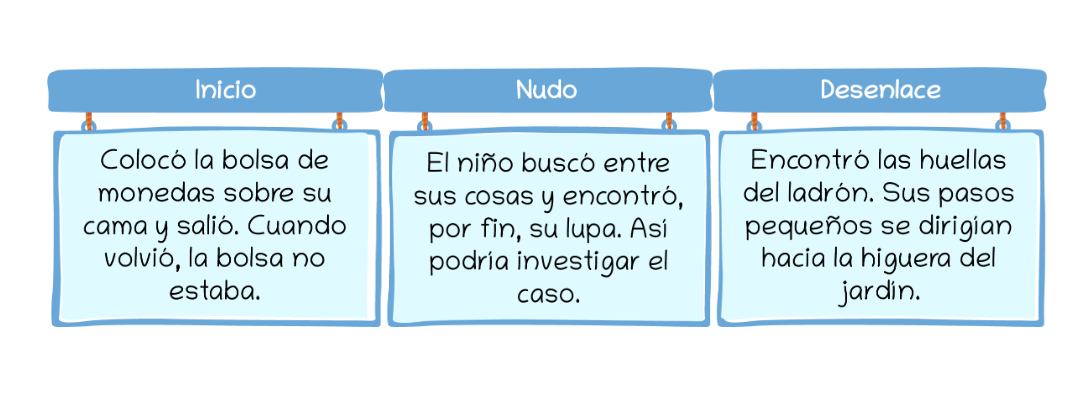 Inicio
Colocó la bolsa de
monedas sobre su
cama y salió. Cuando
volvió, la bolsa no
estaba.
Nudo
El niño buscó entre
sus cosas y encontró,
por fin, su lupa. Así
podría investigar el
caso.
Desenlace
Encontró las huellas
del ladrón. Sus pasos
pequeños se dirigían
hacia la higuera del
jardín.